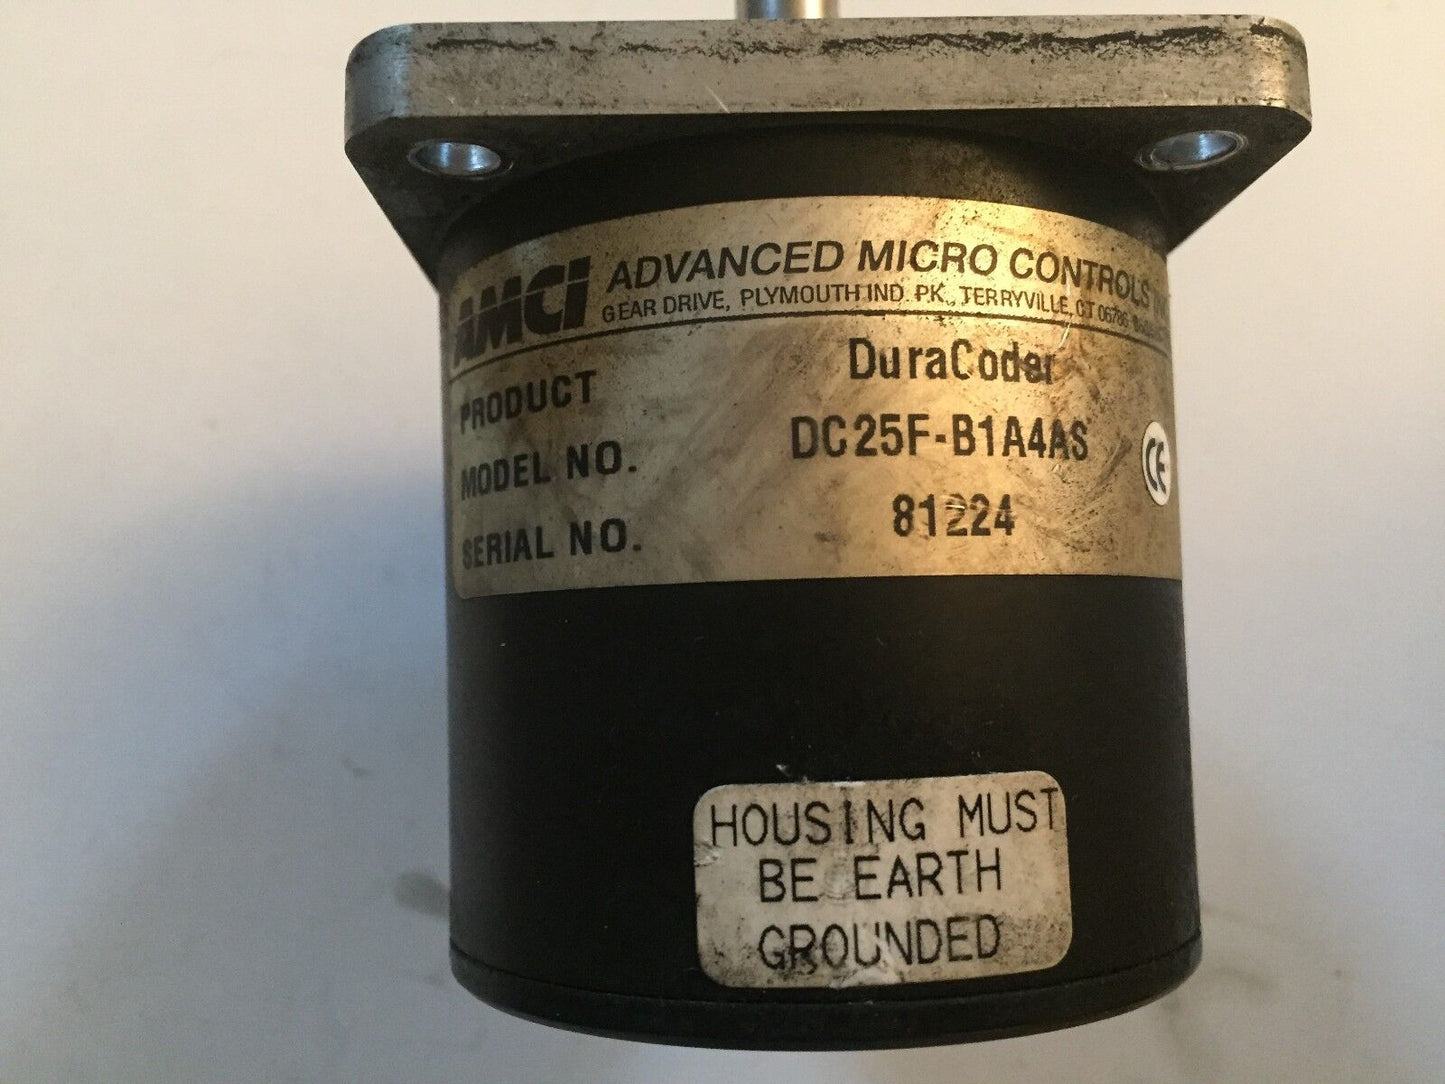 AMCI ADVANCED MICRO CONTROLS
GEAR DRIVE, PLYMOUTH IND. PK., TERRYVILLE, CT 06786
PRODUCT DuraCoder
MODEL NO. DC25F-B1A4AS
SERIAL NO. 81224
CE
HOUSING MUST
BE EARTH
GROUNDED